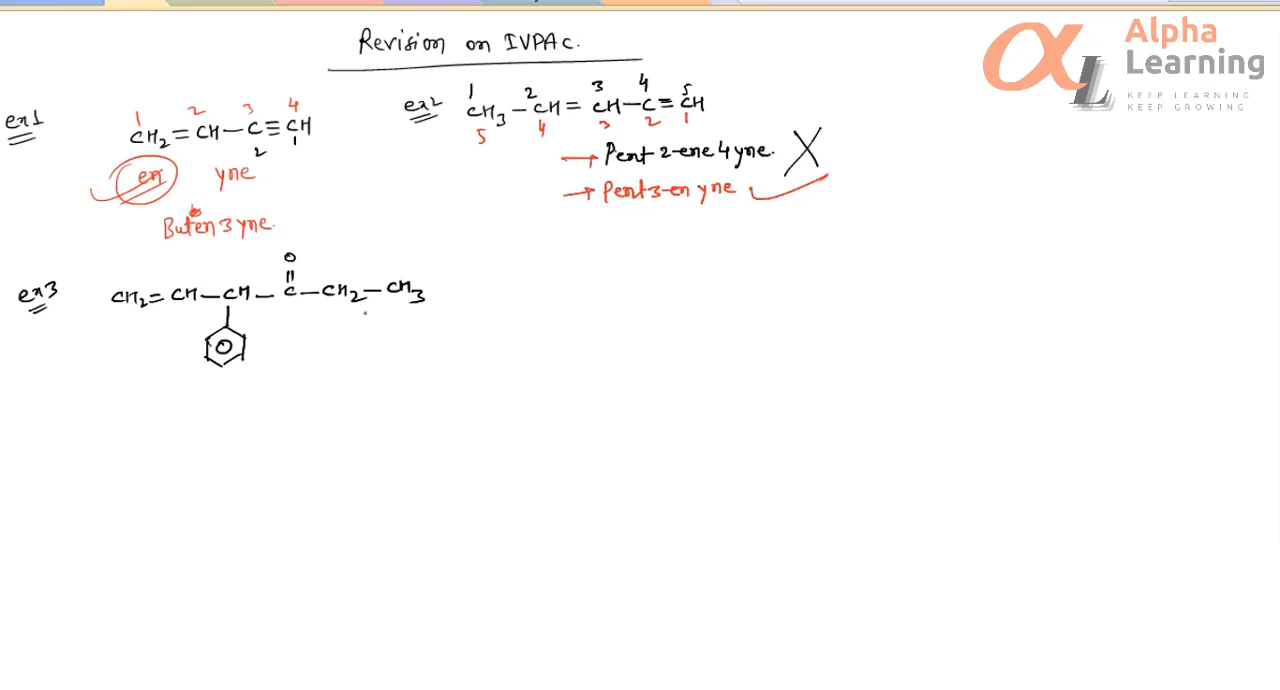 Revision on IUPAC.
Alpha
Learning
KEEP LEARNING
KEEP GROWING
ex1
1 2 3 4
CH2=CH-C≡CH
2 1
en yne
Buten 3 yne.
ex2
1 2 3 4 5
CH3-CH=CH-C≡CH
5 4 3 2 1
→ Pent 2-ene 4 yne. X
→ Pent 3-en yne
ex3
O
CH2=CH-CH-C-CH2-CH3